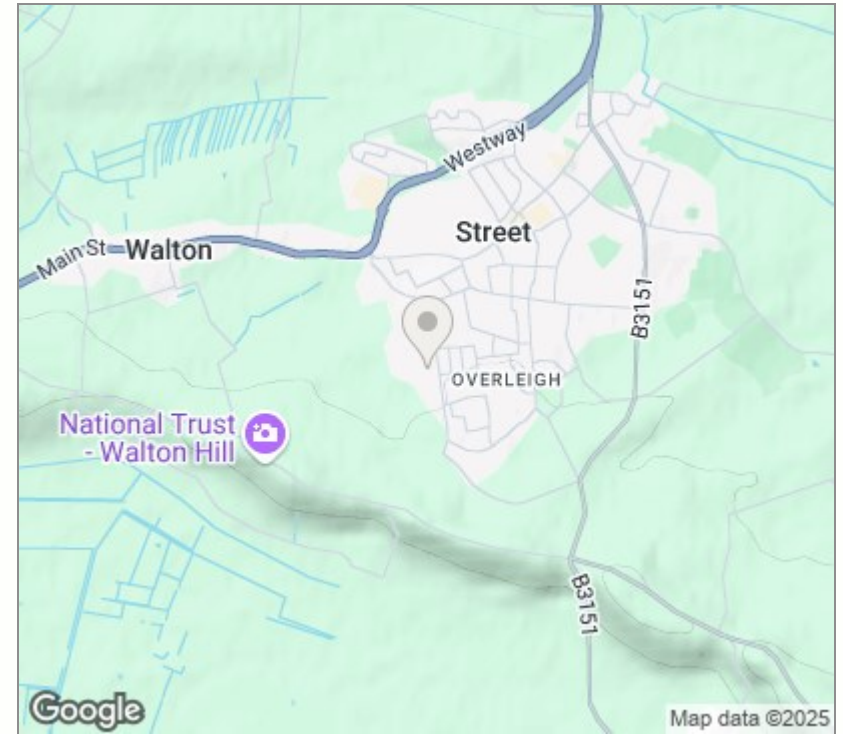 Westway
Street
Main St
Walton
B3151
OVERLEIGH
National Trust
- Walton Hill
B3151
Google
Map data ©2025